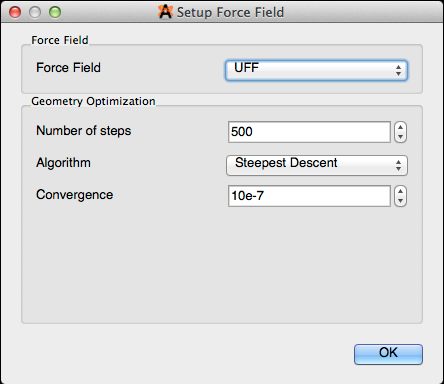 Setup Force Field
Force Field
Force Field UFF
Geometry Optimization
Number of steps 500
Algorithm Steepest Descent
Convergence 10e-7
OK